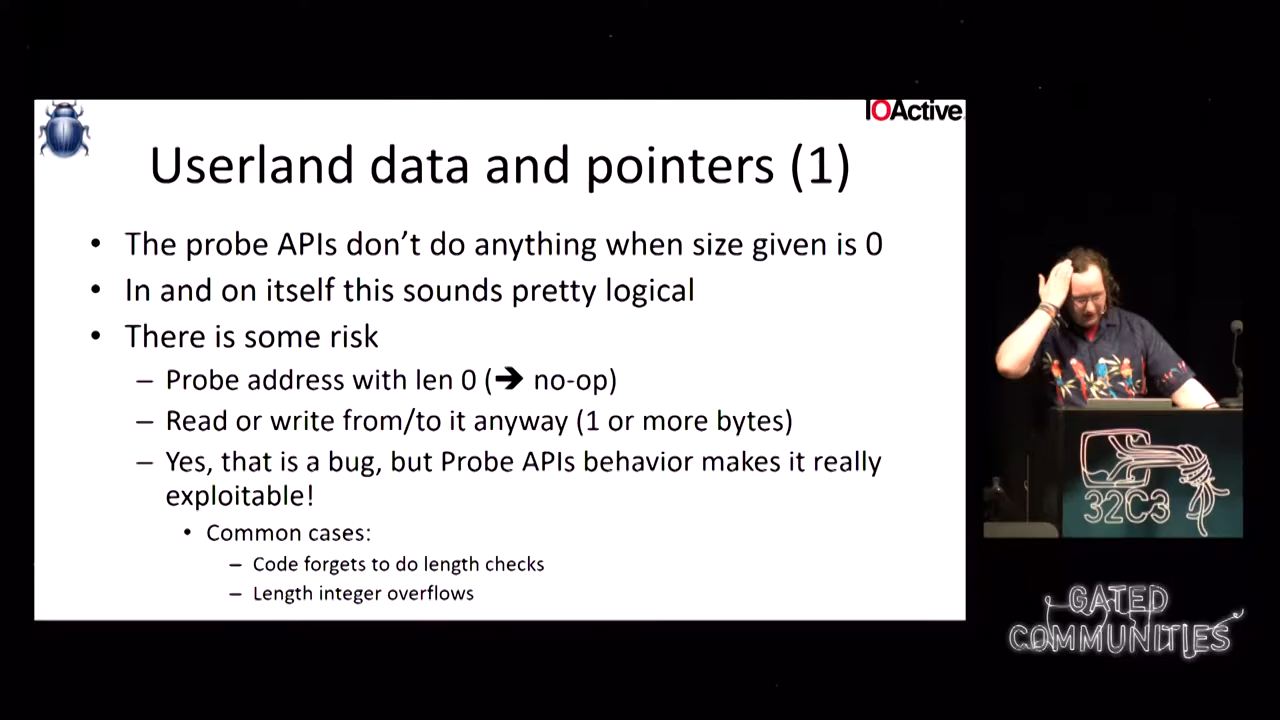 IOActive
Userland data and pointers (1)
• The probe APIs don’t do anything when size given is 0
• In and on itself this sounds pretty logical
• There is some risk
– Probe address with len 0 (➔ no-op)
– Read or write from/to it anyway (1 or more bytes)
– Yes, that is a bug, but Probe APIs behavior makes it really
exploitable!
• Common cases:
– Code forgets to do length checks
– Length integer overflows
32C3
GATED
COMMUNITIES